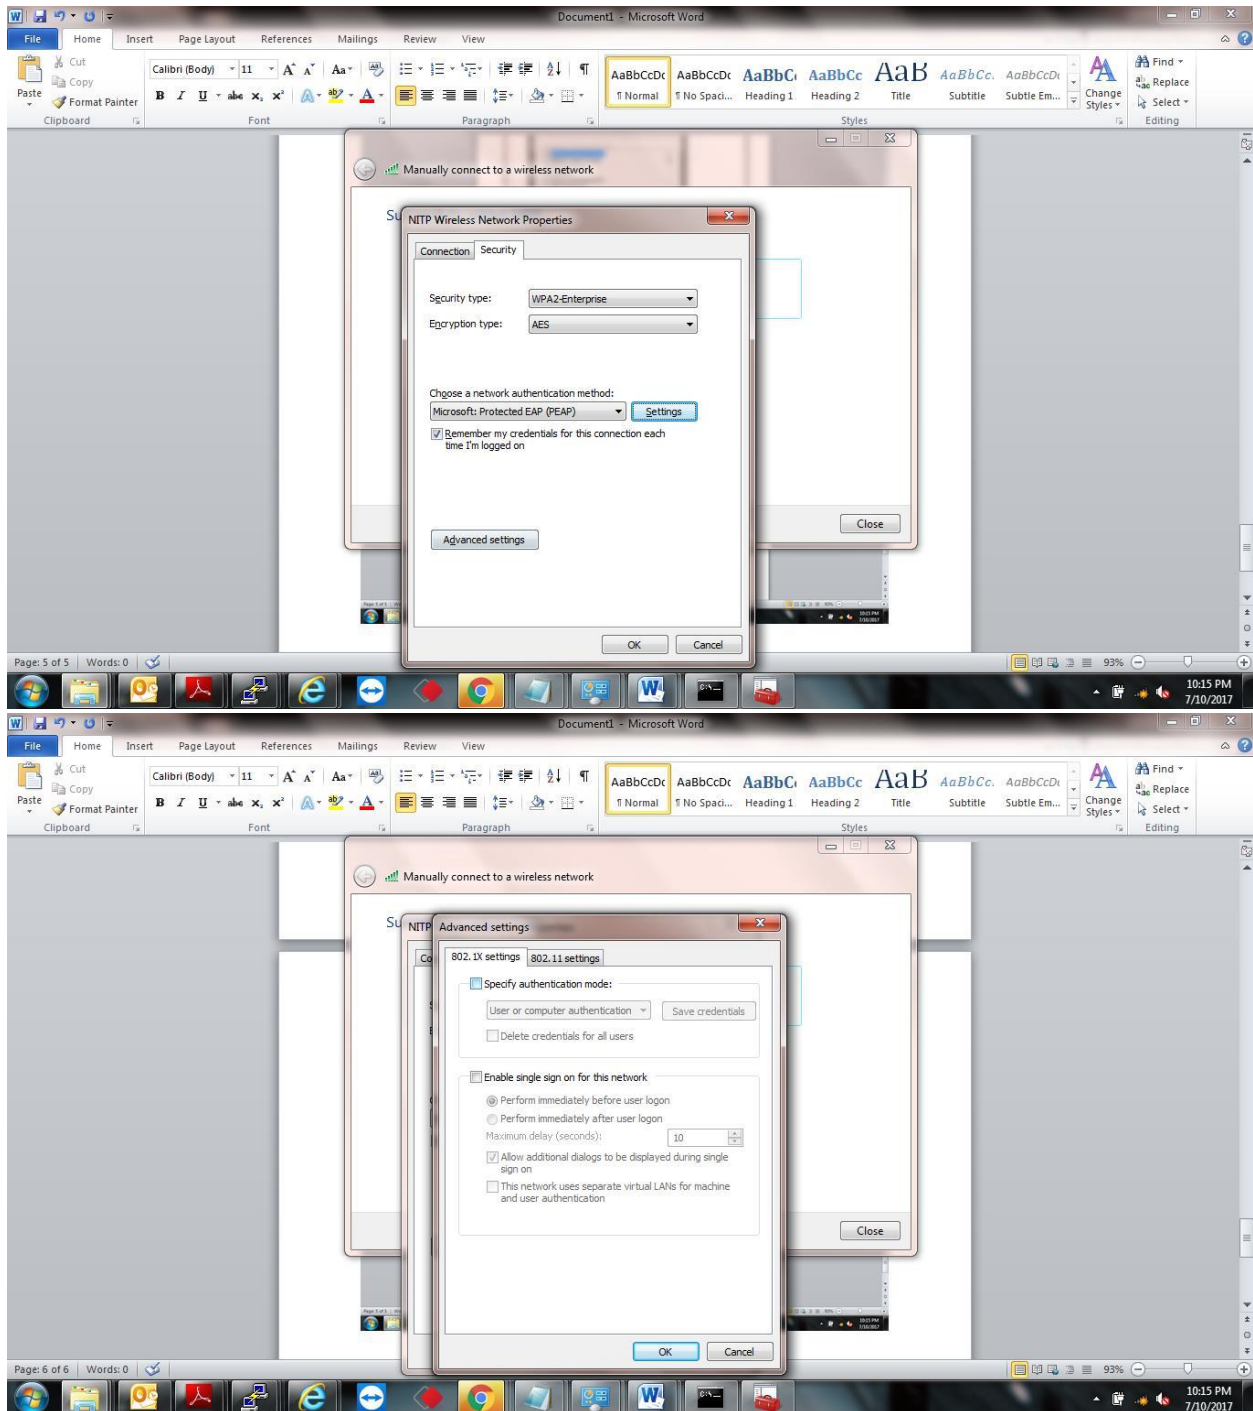 Document1 - Microsoft Word
File Home Insert Page Layout References Mailings Review View
Cut
Copy
Paste
Format Painter
Calibri (Body) 11
AaBbCcDc AaBbCcDc AaBbC AaBbCc AaB AaBbCc. AaBbCcDc
¶ Normal ¶ No Spaci... Heading 1 Heading 2 Title Subtitle Subtle Em...
Change Styles
Find
Replace
Select
Clipboard Font Paragraph Styles Editing
Manually connect to a wireless network
Su
NITP Wireless Network Properties
Connection Security
Security type: WPA2-Enterprise
Encryption type: AES
Choose a network authentication method:
Microsoft: Protected EAP (PEAP) Settings
Remember my credentials for this connection each
time I'm logged on
Advanced settings
Close
OK Cancel
Page: 5 of 5 Words: 0 93%
10:15 PM
7/10/2017
Document1 - Microsoft Word
File Home Insert Page Layout References Mailings Review View
Cut
Copy
Paste
Format Painter
Calibri (Body) 11
AaBbCcDc AaBbCcDc AaBbC AaBbCc AaB AaBbCc. AaBbCcDc
¶ Normal ¶ No Spaci... Heading 1 Heading 2 Title Subtitle Subtle Em...
Change Styles
Find
Replace
Select
Clipboard Font Paragraph Styles Editing
Manually connect to a wireless network
Su
NITP
Co
Advanced settings
802.1X settings 802.11 settings
Specify authentication mode:
User or computer authentication Save credentials
Delete credentials for all users
Enable single sign on for this network
Perform immediately before user logon
Perform immediately after user logon
Maximum delay (seconds): 10
Allow additional dialogs to be displayed during single
sign on
This network uses separate virtual LANs for machine
and user authentication
Close
OK Cancel
Page: 6 of 6 Words: 0 93%
10:15 PM
7/10/2017